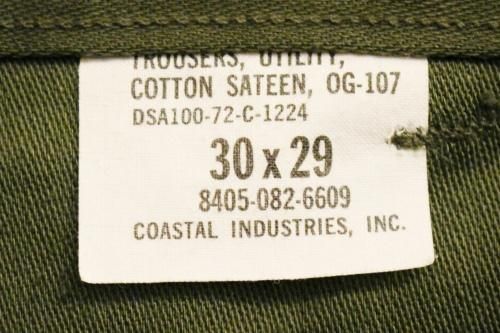 TROUSERS, UTILITY,
COTTON SATEEN, OG-107
DSA100-72-C-1224
30 x 29
8405-082-6609
COASTAL INDUSTRIES, INC.